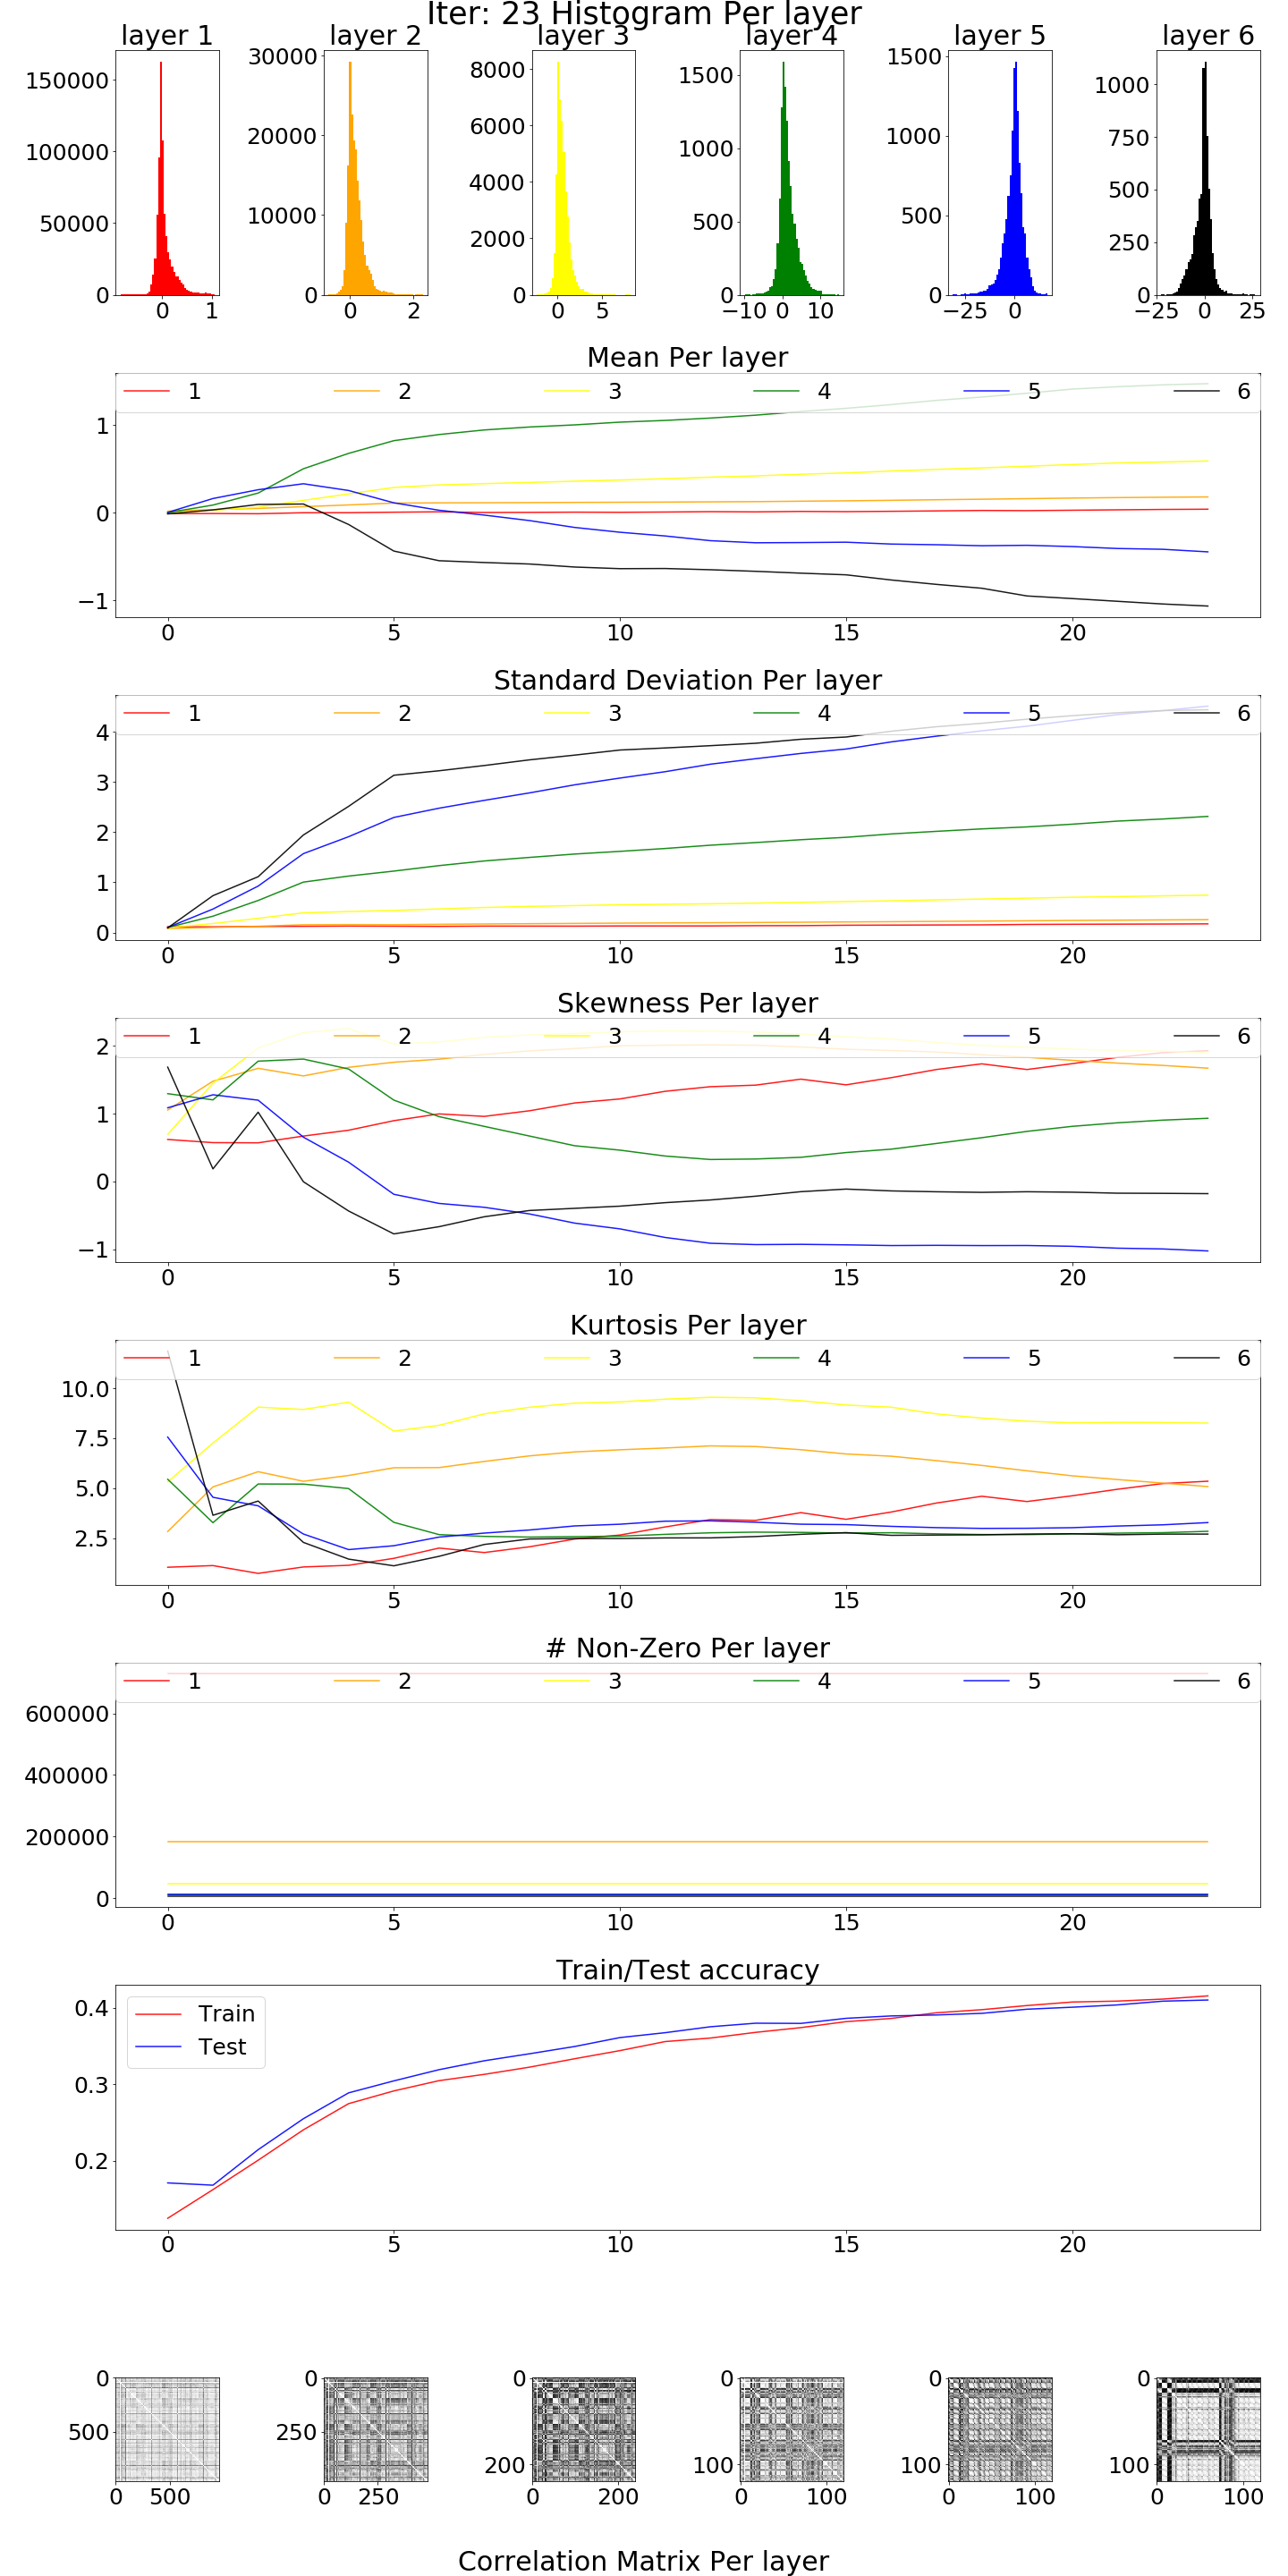 Iter: 23 Histogram Per layer
layer 1 layer 2 layer 3 layer 4 layer 5 layer 6
150000 100000 50000 0
30000 20000 10000 0
8000 6000 4000 2000 0
1500 1000 500 0
1500 1000 500 0
1000 750 500 250 0
0 1 0 2 0 5 −10 0 10 −25 0 −25 0 25
Mean Per layer
1 2 3 4 5 6
1
0
−1
0 5 10 15 20
Standard Deviation Per layer
1 2 3 4 5 6
4
3
2
1
0
0 5 10 15 20
Skewness Per layer
1 2 3 4 5 6
2
1
0
−1
0 5 10 15 20
Kurtosis Per layer
1 2 3 4 5 6
10.0
7.5
5.0
2.5
0 5 10 15 20
# Non-Zero Per layer
1 2 3 4 5 6
600000
400000
200000
0
0 5 10 15 20
Train/Test accuracy
Train
Test
0.4
0.3
0.2
0 5 10 15 20
0 0 0 0 0 0
500 250 200 100 100 100
0 500 0 250 0 200 0 100 0 100 0 100
Correlation Matrix Per layer